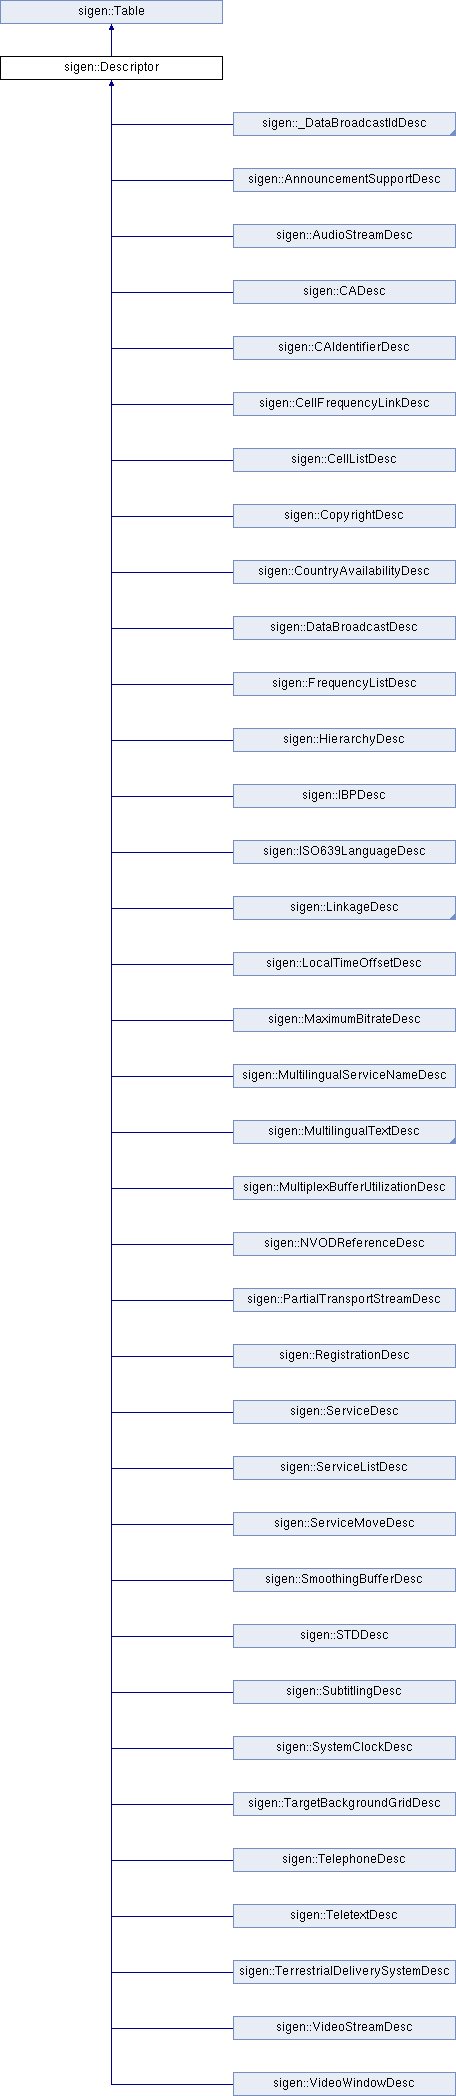 sigen::Table
sigen::Descriptor
sigen::_DataBroadcastIdDesc
sigen::AnnouncementSupportDesc
sigen::AudioStreamDesc
sigen::CADesc
sigen::CAIdentifierDesc
sigen::CellFrequencyLinkDesc
sigen::CellListDesc
sigen::CopyrightDesc
sigen::CountryAvailabilityDesc
sigen::DataBroadcastDesc
sigen::FrequencyListDesc
sigen::HierarchyDesc
sigen::IBPDesc
sigen::ISO639LanguageDesc
sigen::LinkageDesc
sigen::LocalTimeOffsetDesc
sigen::MaximumBitrateDesc
sigen::MultilingualServiceNameDesc
sigen::MultilingualTextDesc
sigen::MultiplexBufferUtilizationDesc
sigen::NVODReferenceDesc
sigen::PartialTransportStreamDesc
sigen::RegistrationDesc
sigen::ServiceDesc
sigen::ServiceListDesc
sigen::ServiceMoveDesc
sigen::SmoothingBufferDesc
sigen::STDDesc
sigen::SubtitlingDesc
sigen::SystemClockDesc
sigen::TargetBackgroundGridDesc
sigen::TelephoneDesc
sigen::TeletextDesc
sigen::TerrestrialDeliverySystemDesc
sigen::VideoStreamDesc
sigen::VideoWindowDesc